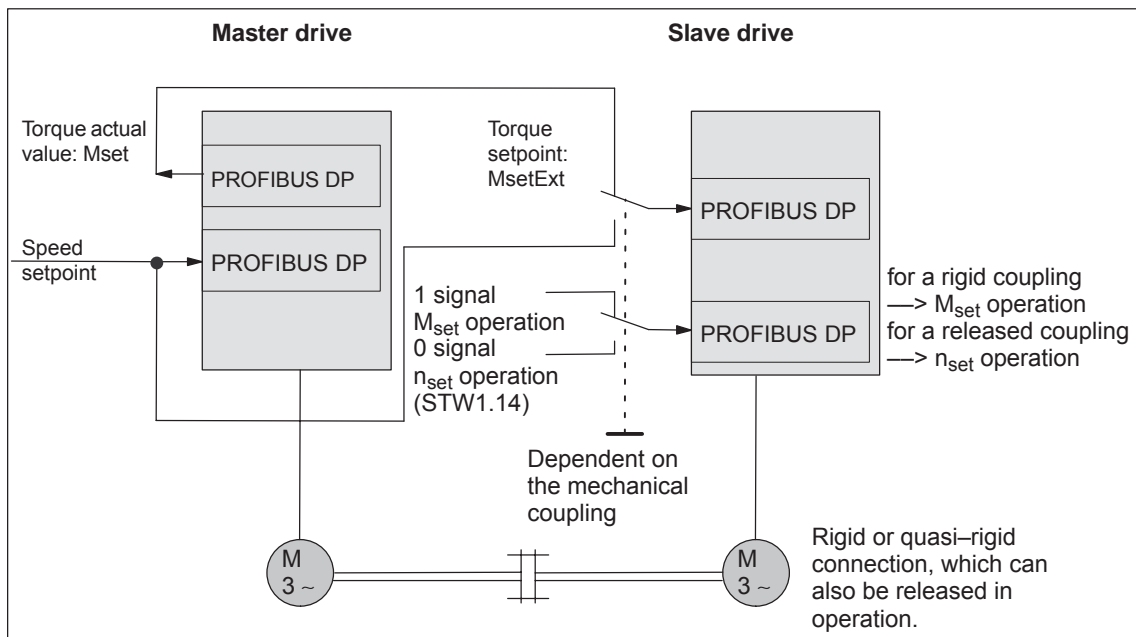 Master drive
Slave drive
Torque actual
value: Mset
PROFIBUS DP
Speed
setpoint
PROFIBUS DP
Torque
setpoint:
MsetExt
PROFIBUS DP
1 signal
Mset operation
0 signal
nset operation
(STW1.14)
PROFIBUS DP
for a rigid coupling
—> Mset operation
for a released coupling
—> nset operation
Dependent on
the mechanical
coupling
M
3 ~
M
3 ~
Rigid or quasi–rigid
connection, which can
also be released in
operation.